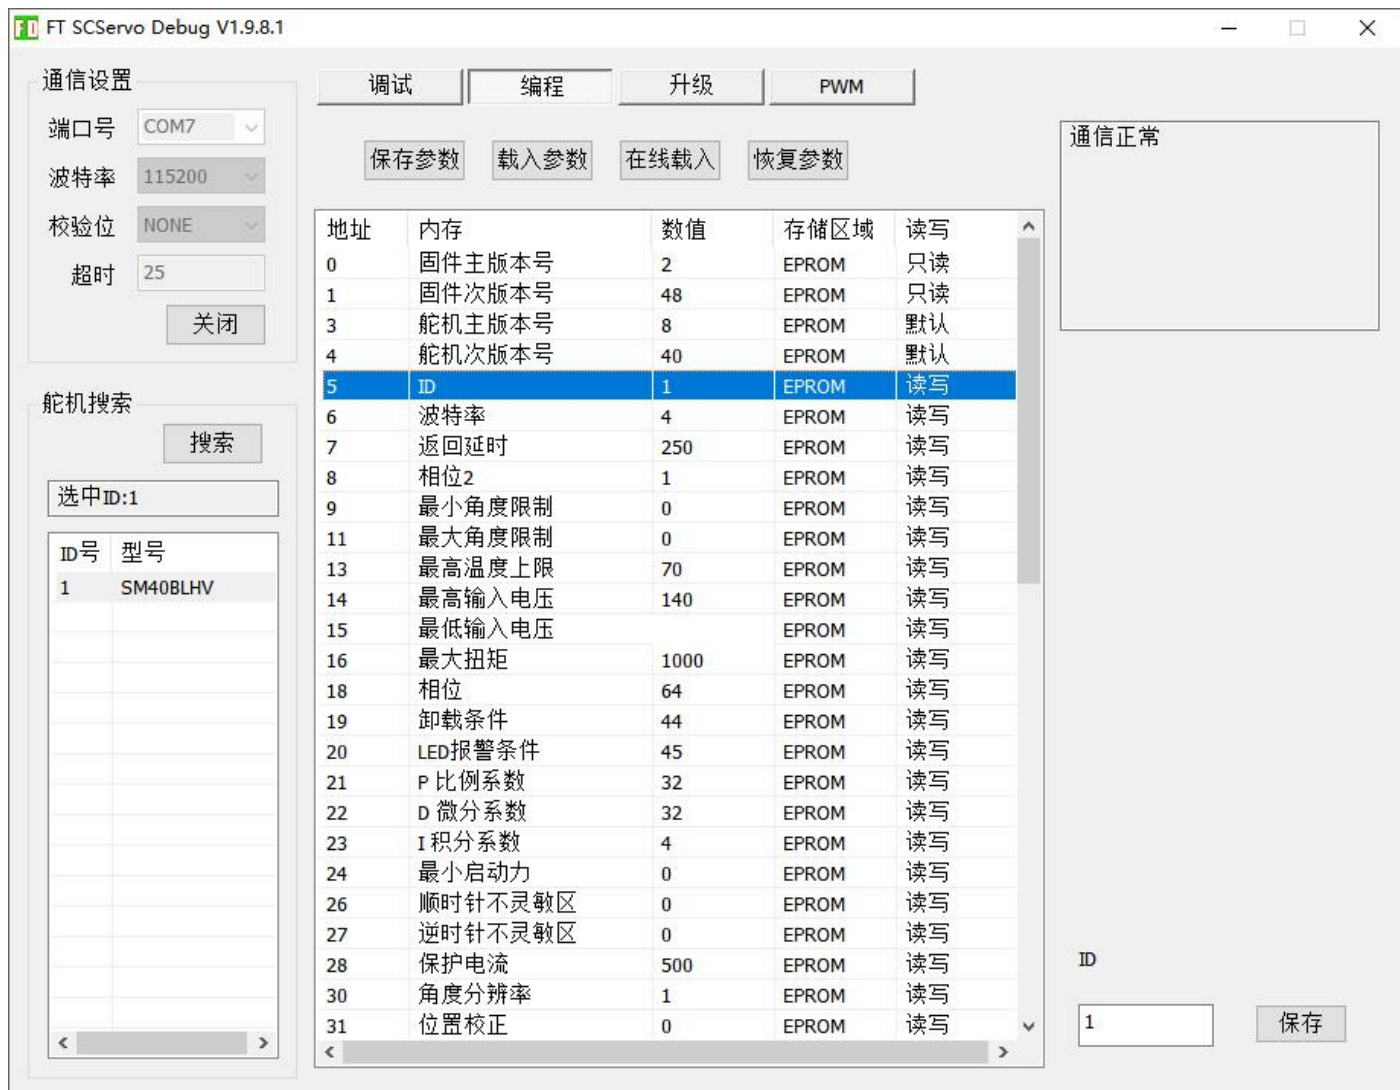 FT SCServo Debug V1.9.8.1
通信设置
端口号 COM7
波特率 115200
校验位 NONE
超时 25
关闭
舵机搜索
搜索
选中ID:1
ID号 型号
1 SM40BLHV
调试 编程 升级 PWM
保存参数 载入参数 在线载入 恢复参数
地址 内存 数值 存储区域 读写
0 固件主版本号 2 EPROM 只读
1 固件次版本号 48 EPROM 只读
3 舵机主版本号 8 EPROM 默认
4 舵机次版本号 40 EPROM 默认
5 ID 1 EPROM 读写
6 波特率 4 EPROM 读写
7 返回延时 250 EPROM 读写
8 相位2 1 EPROM 读写
9 最小角度限制 0 EPROM 读写
11 最大角度限制 0 EPROM 读写
13 最高温度上限 70 EPROM 读写
14 最高输入电压 140 EPROM 读写
15 最低输入电压 EPROM 读写
16 最大扭矩 1000 EPROM 读写
18 相位 64 EPROM 读写
19 卸载条件 44 EPROM 读写
20 LED报警条件 45 EPROM 读写
21 P 比例系数 32 EPROM 读写
22 D 微分系数 32 EPROM 读写
23 I 积分系数 4 EPROM 读写
24 最小启动力 0 EPROM 读写
26 顺时针不灵敏区 0 EPROM 读写
27 逆时针不灵敏区 0 EPROM 读写
28 保护电流 500 EPROM 读写
30 角度分辨率 1 EPROM 读写
31 位置校正 0 EPROM 读写
通信正常
ID
1 保存